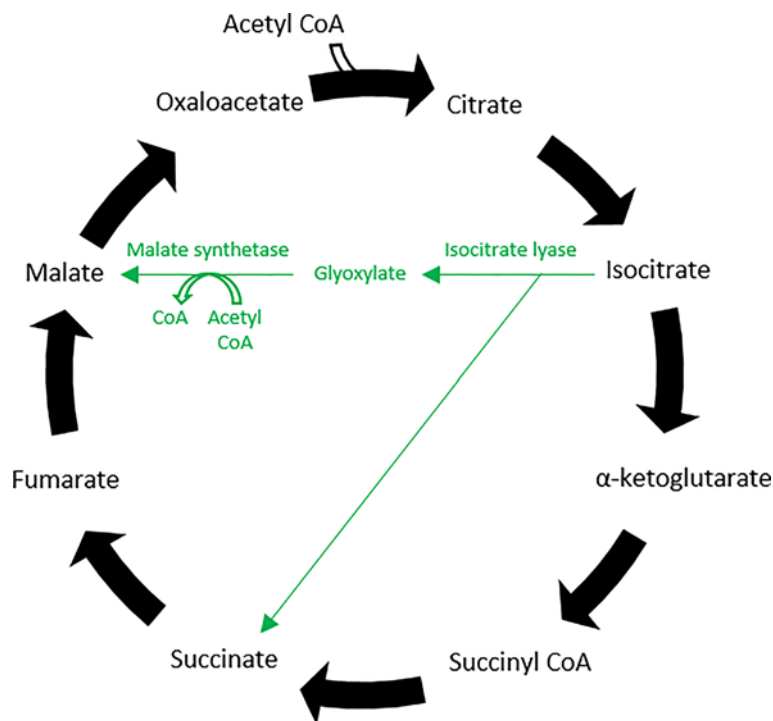 Acetyl CoA
Oxaloacetate
Citrate
Malate synthetase
Isocitrate lyase
Malate
Glyoxylate
Isocitrate
CoA
Acetyl
CoA
Fumarate
α-ketoglutarate
Succinate
Succinyl CoA